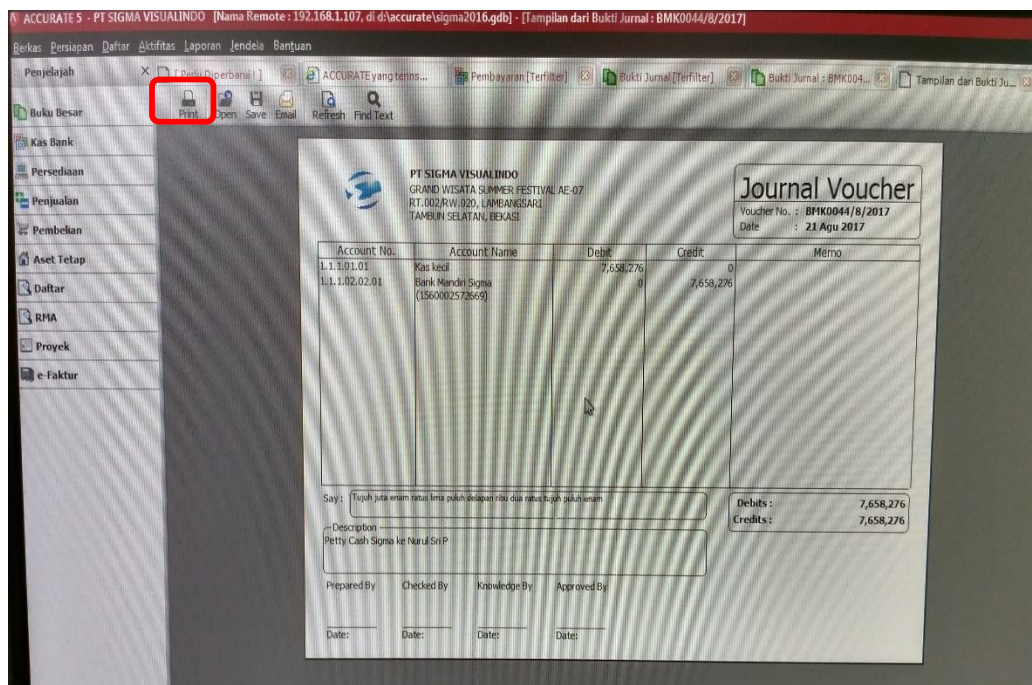 ACCURATE 5 - PT SIGMA VISUALINDO [Nama Remote : 192.168.1.107, di d:\accurate\sigma2016.gdb] - [Tampilan dari Bukti Jurnal : BMK0044/8/2017]
Berkas Persiapan Daftar Aktifitas Laporan Jendela Bantuan
Penjelajah X [ Perlu Diperbarui ! ] ACCURATE yang tenns... Pembayaran [Terfilter] Bukti Jurnal [Terfilter] Bukti Jurnal : BMK004... Tampilan dari Bukti Ju...
Print Open Save Email Refresh Find Text
Buku Besar
Kas Bank
Persediaan
Penjualan
Pembelian
Aset Tetap
Daftar
RMA
Proyek
e-Faktur
PT SIGMA VISUALINDO
GRAND WISATA SUMMER FESTIVAL AE-07
RT.002/RW.020, LAMBANGSARI
TAMBUN SELATAN, BEKASI
Journal Voucher
Voucher No. : BMK0044/8/2017
Date : 21 Agu 2017
Account No. Account Name Debit Credit Memo
1.1.1.01.01 Kas kecil 7,658,276 0
1.1.1.02.02.01 Bank Mandiri Sigma 0 7,658,276
(1560002572669)
Say : Tujuh juta enam ratus lima puluh delapan ribu dua ratus tujuh puluh enam
Debits : 7,658,276
Credits : 7,658,276
Description
Petty Cash Sigma ke Nurul Sri P
Prepared By Checked By Knowledge By Approved By
Date: Date: Date: Date: